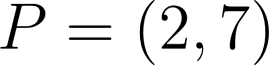 P = (2, 7)